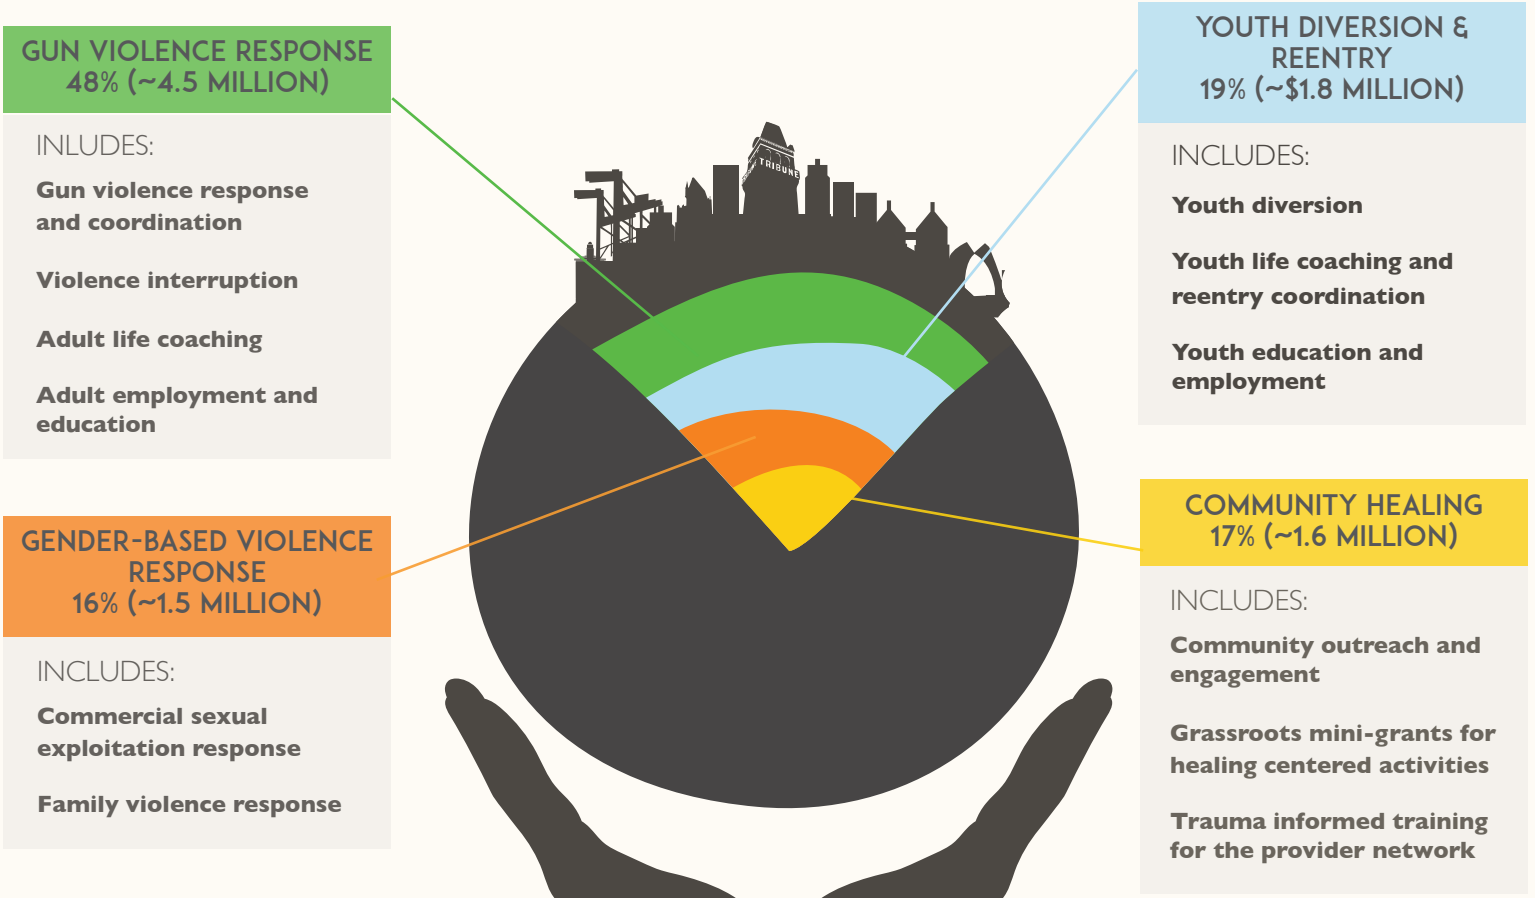 GUN VIOLENCE RESPONSE
48% (~4.5 MILLION)
INLUDES:
Gun violence response
and coordination
Violence interruption
Adult life coaching
Adult employment and
education
GENDER-BASED VIOLENCE
RESPONSE
16% (~1.5 MILLION)
INCLUDES:
Commercial sexual
exploitation response
Family violence response
TRIBUNE
YOUTH DIVERSION &
REENTRY
19% (~$1.8 MILLION)
INCLUDES:
Youth diversion
Youth life coaching and
reentry coordination
Youth education and
employment
COMMUNITY HEALING
17% (~1.6 MILLION)
INCLUDES:
Community outreach and
engagement
Grassroots mini-grants for
healing centered activities
Trauma informed training
for the provider network